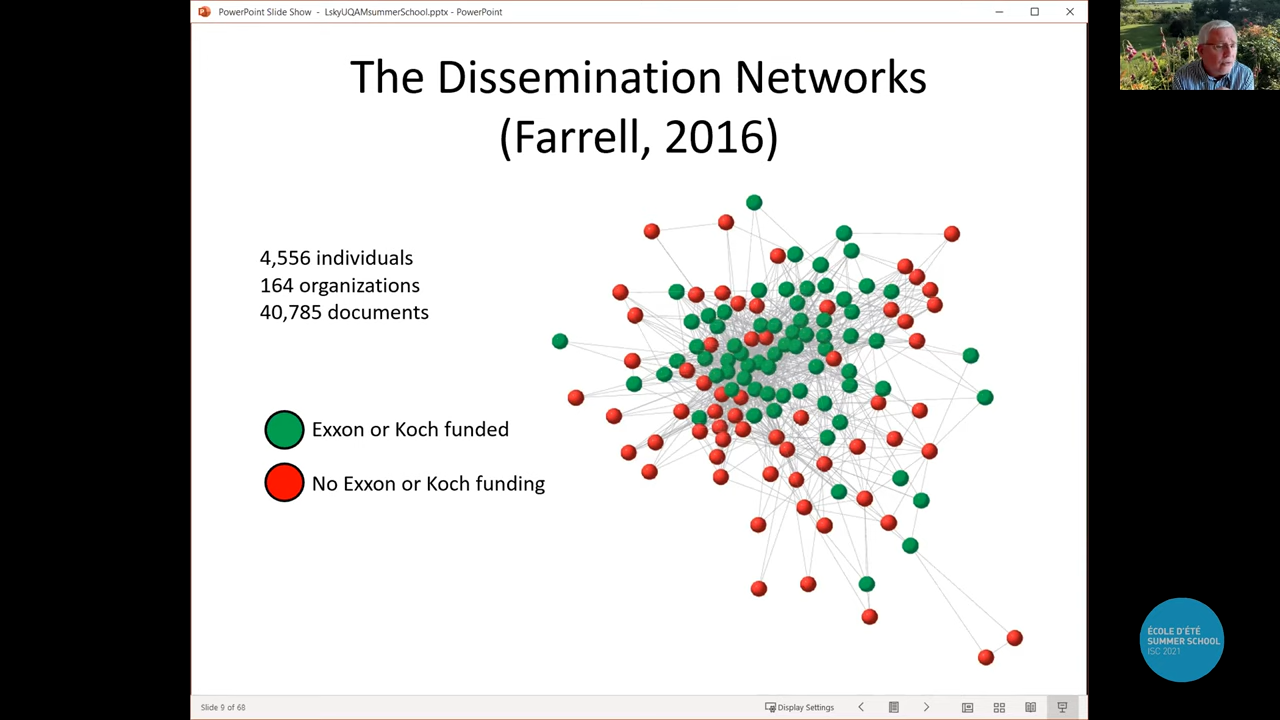 PowerPoint Slide Show - LskyUQAMsummerSchool.pptx - PowerPoint
The Dissemination Networks
(Farrell, 2016)
4,556 individuals
164 organizations
40,785 documents
Exxon or Koch funded
No Exxon or Koch funding
ÉCOLE D'ÉTÉ
SUMMER SCHOOL
ISC 2021
Slide 9 of 68
Display Settings